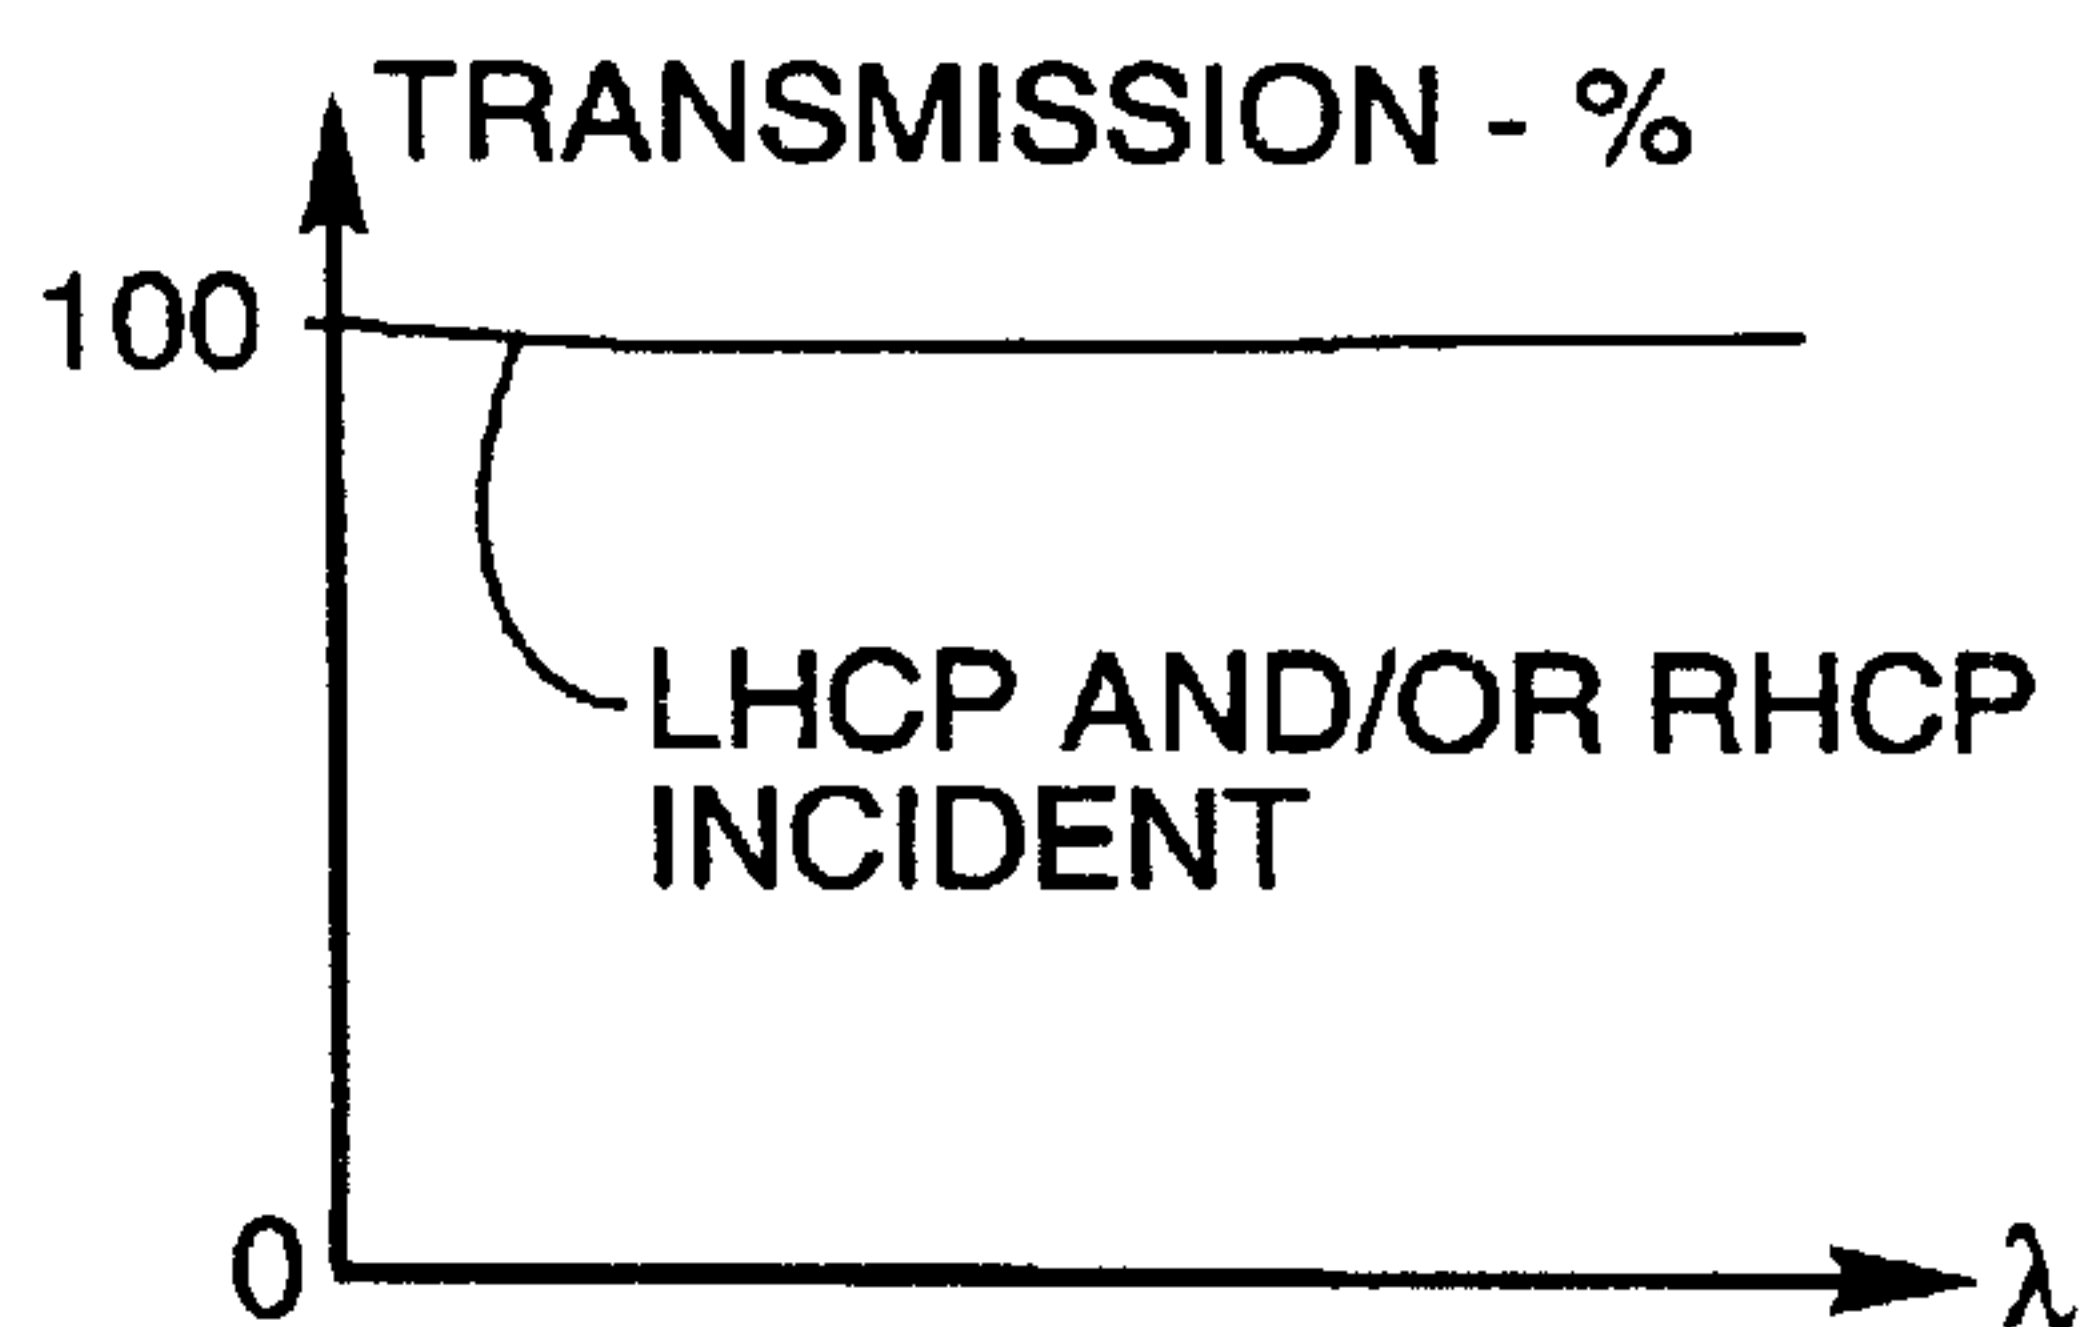 TRANSMISSION - %
100
LHCP AND/OR RHCP
INCIDENT
0
λ